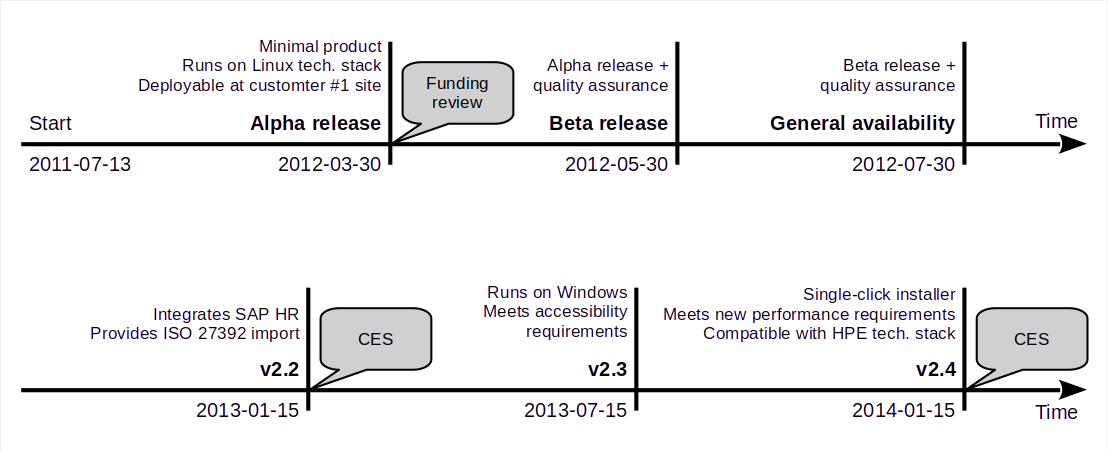 Minimal product
Runs on Linux tech. stack
Deployable at customter #1 site
Alpha release +
quality assurance
Beta release +
quality assurance
Funding
review
Start
Alpha release
Beta release
General availability
Time
2011-07-13
2012-03-30
2012-05-30
2012-07-30
Integrates SAP HR
Provides ISO 27392 import
Runs on Windows
Meets accessibility
requirements
Single-click installer
Meets new performance requirements
Compatible with HPE tech. stack
CES
CES
v2.2
v2.3
v2.4
2013-01-15
2013-07-15
2014-01-15
Time